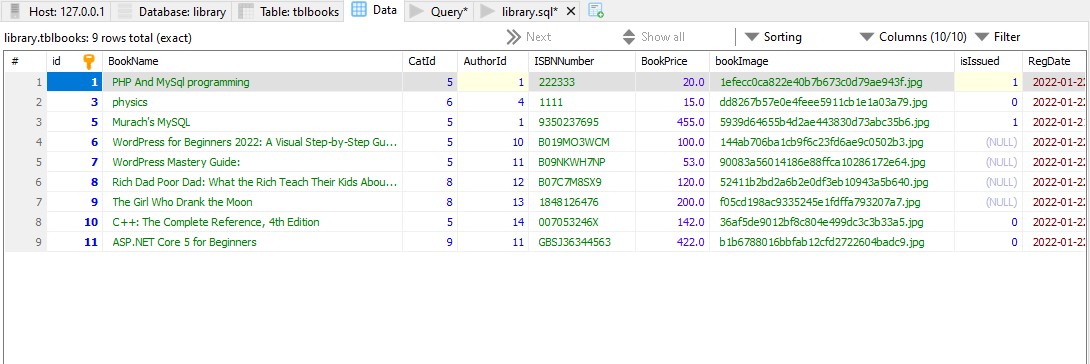 Host: 127.0.0.1 Database: library Table: tblbooks Data Query* library.sql*
library.tblbooks: 9 rows total (exact) Next Show all Sorting Columns (10/10) Filter
# id BookName CatId AuthorId ISBNNumber BookPrice bookImage isIssued RegDate
1 1 PHP And MySql programming 5 1 222333 20.0 1efecc0ca822e40b7b673c0d79ae943f.jpg 1 2022-01-22
2 3 physics 6 4 1111 15.0 dd8267b57e0e4feee5911cb1e1a03a79.jpg 0 2022-01-22
3 5 Murach's MySQL 5 1 9350237695 455.0 5939d64655b4d2ae443830d73abc35b6.jpg 1 2022-01-21
4 6 WordPress for Beginners 2022: A Visual Step-by-Step Gu... 5 10 B019MO3WCM 100.0 144ab706ba1cb9f6c23fd6ae9c0502b3.jpg (NULL) 2022-01-22
5 7 WordPress Mastery Guide: 5 11 B09NKWH7NP 53.0 90083a56014186e88ffca10286172e64.jpg (NULL) 2022-01-22
6 8 Rich Dad Poor Dad: What the Rich Teach Their Kids Abou... 8 12 B07C7M8SX9 120.0 52411b2bd2a6b2e0df3eb10943a5b640.jpg (NULL) 2022-01-22
7 9 The Girl Who Drank the Moon 8 13 1848126476 200.0 f05cd198ac9335245e1fdffa793207a7.jpg (NULL) 2022-01-22
8 10 C++: The Complete Reference, 4th Edition 5 14 007053246X 142.0 36af5de9012bf8c804e499dc3c3b33a5.jpg 0 2022-01-22
9 11 ASP.NET Core 5 for Beginners 9 11 GBSJ36344563 422.0 b1b6788016bbfab12cfd2722604badc9.jpg 0 2022-01-22